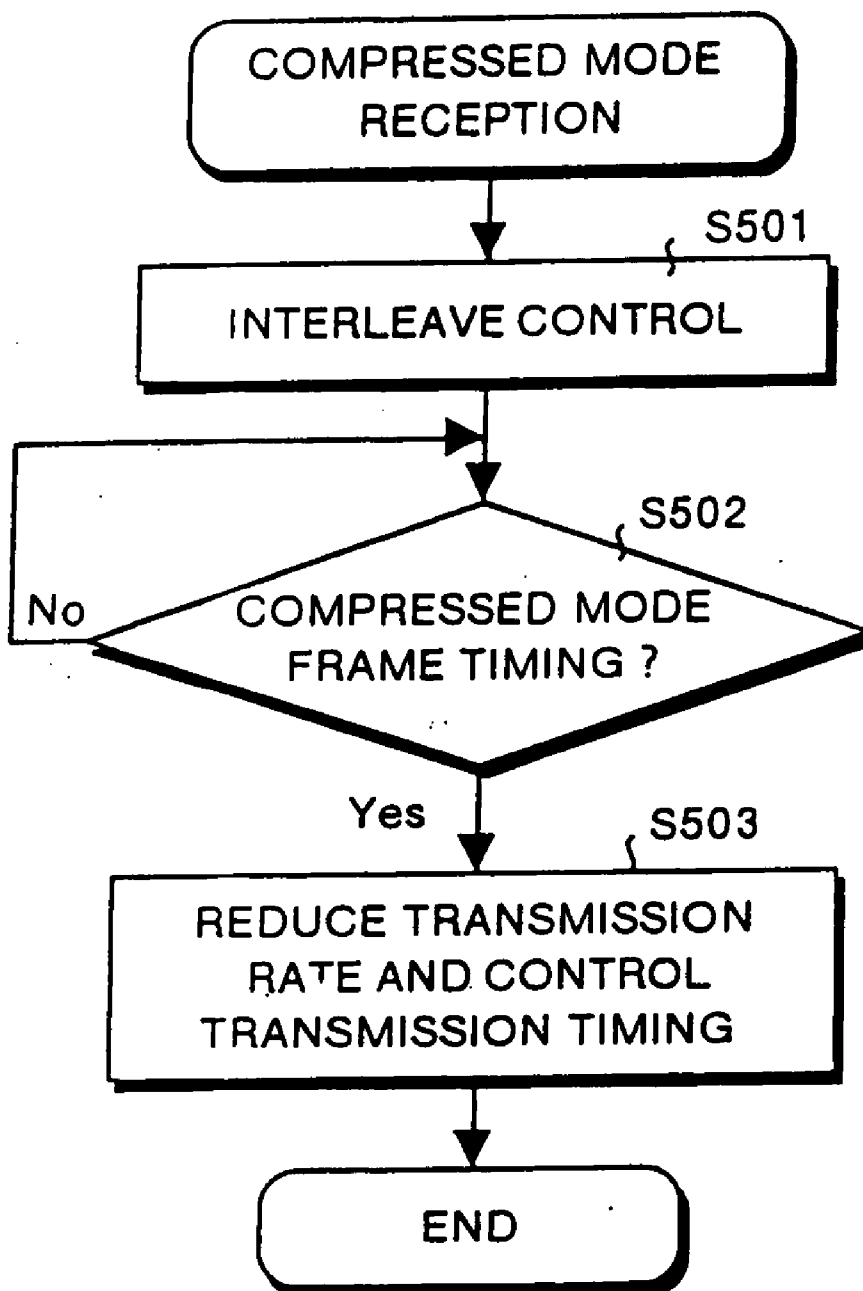 COMPRESSED MODE
RECEPTION
S501
INTERLEAVE CONTROL
S502
No
COMPRESSED MODE
FRAME TIMING ?
Yes
S503
REDUCE TRANSMISSION
RATE AND CONTROL
TRANSMISSION TIMING
END